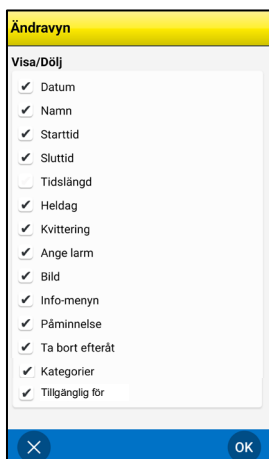 Ändravyn
Visa/Dölj
Datum
Namn
Starttid
Sluttid
Tidslängd
Heldag
Kvittering
Ange larm
Bild
Info-menyn
Påminnelse
Ta bort efteråt
Kategorier
Tillgänglig för
OK